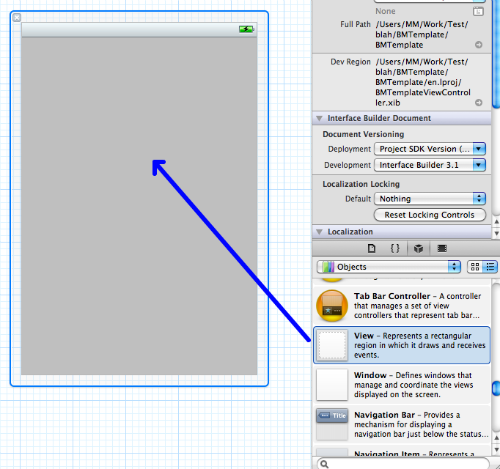 None
Full Path
/Users/MM/Work/Test/
blah/BMTemplate/
BMTemplate
Dev Region
/Users/MM/Work/Test/
blah/BMTemplate/
BMTemplate/en.lproj/
BMTemplateViewContro
ller.xib
Interface Builder Document
Document Versioning
Deployment
Project SDK Version (...
Development
Interface Builder 3.1
Localization Locking
Default
Nothing
Reset Locking Controls
Localization
{ }
Objects
Tab Bar Controller - A controller
that manages a set of view
controllers that represent tab bar...
View - Represents a rectangular
region in which it draws and receives
events.
Window - Defines windows that
manage and coordinate the views
displayed on the screen.
Title
Navigation Bar - Provides a
mechanism for displaying a
navigation bar just below the status...
Navigation Item - Represents a